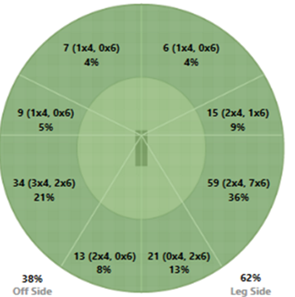 7 (1x4, 0x6) 6 (1x4, 0x6)
4% 4%
9 (1x4, 0x6) 15 (2x4, 1x6)
5% 9%
34 (3x4, 2x6) 59 (2x4, 7x6)
21% 36%
13 (2x4, 0x6) 21 (0x4, 2x6)
8% 13%
38% 62%
Off Side Leg Side